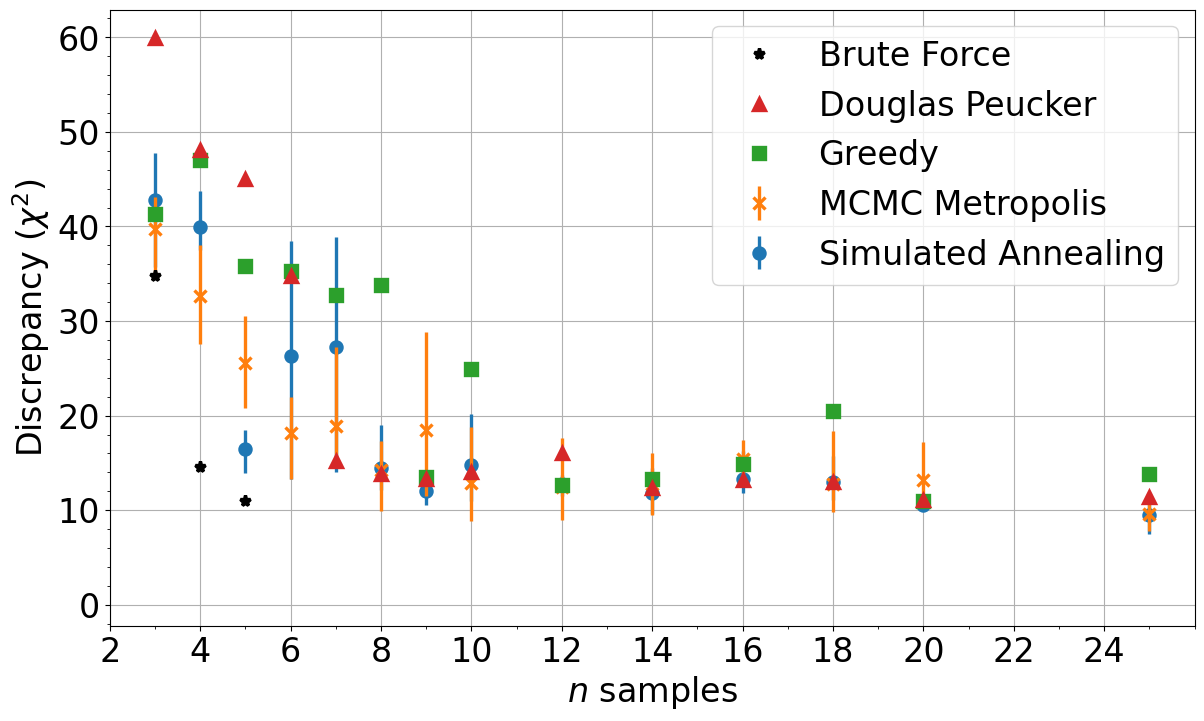 60
50
40
30
20
10
0
Discrepancy (χ²)
Brute Force
Douglas Peucker
Greedy
MCMC Metropolis
Simulated Annealing
2 4 6 8 10 12 14 16 18 20 22 24
n samples